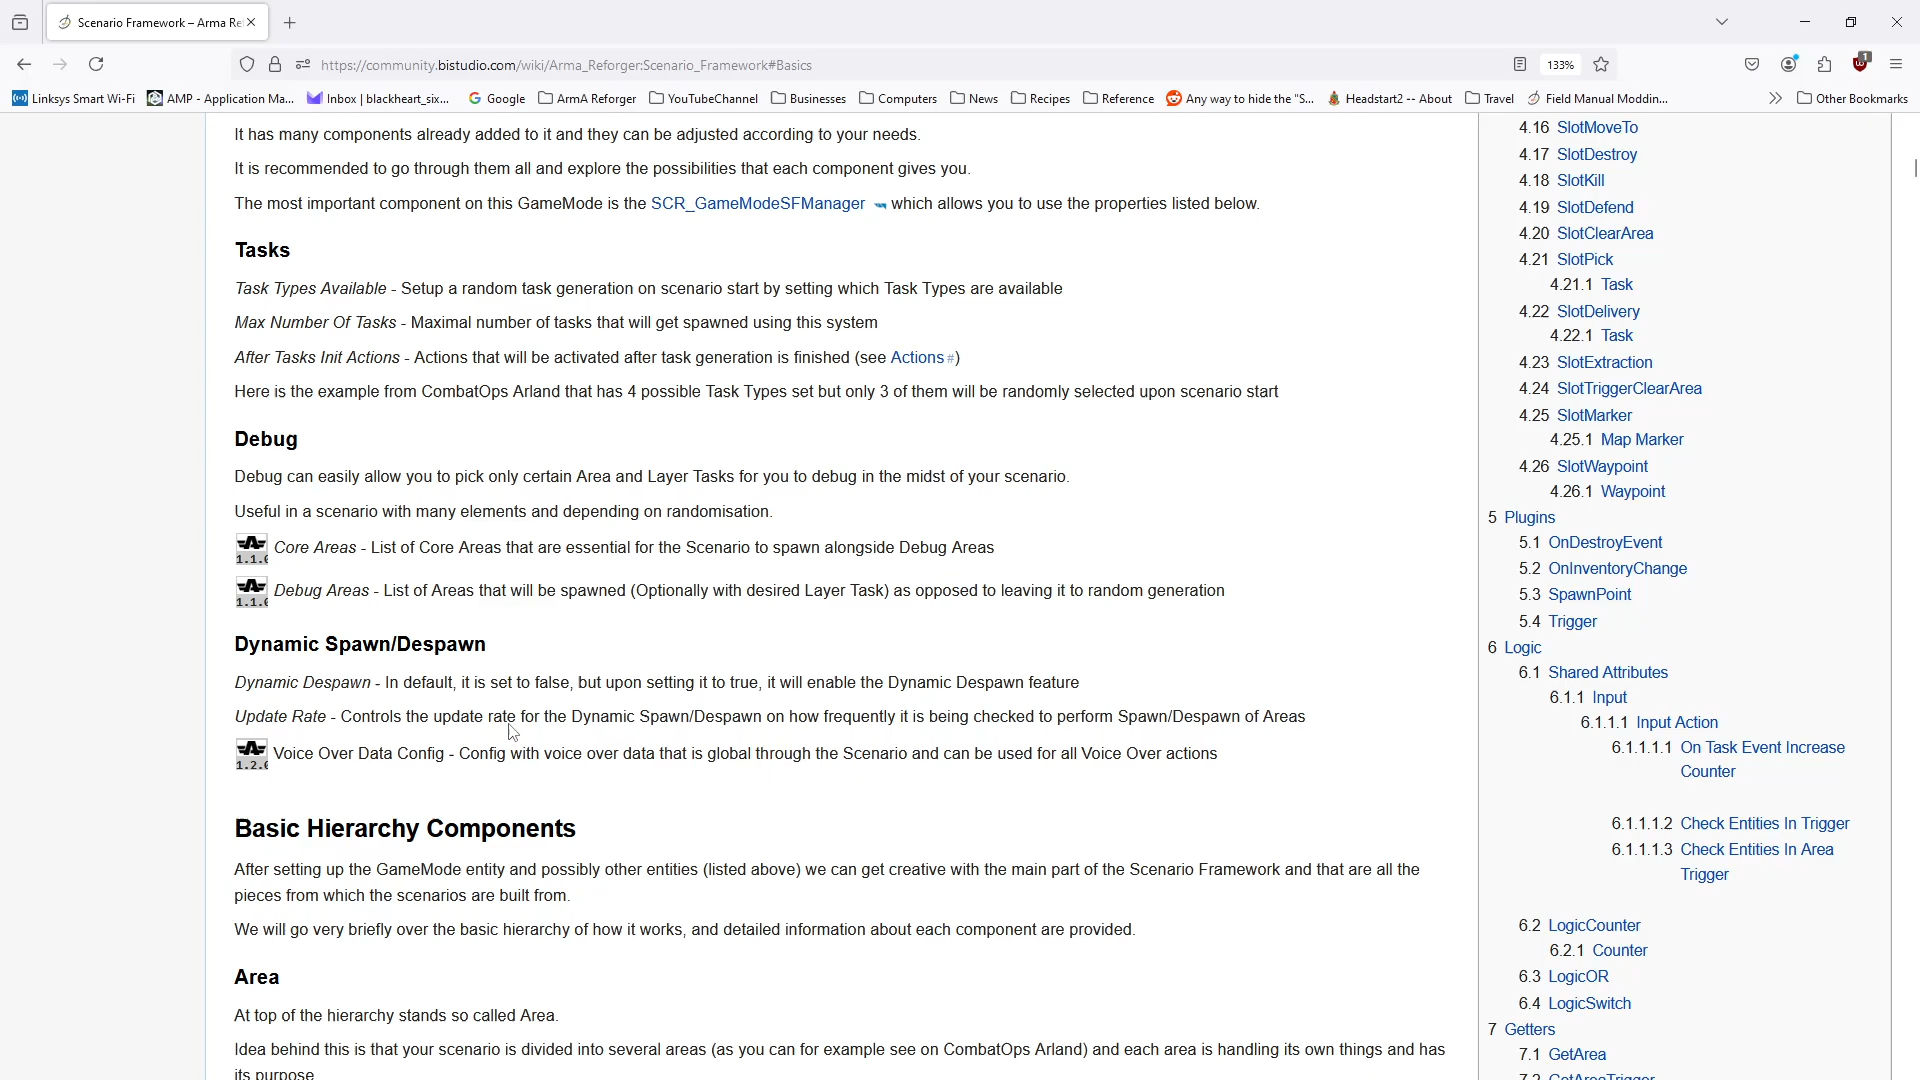 Scenario Framework – Arma Re
https://community.bistudio.com/wiki/Arma_Reforger:Scenario_Framework#Basics
133%
1
Linksys Smart Wi-Fi
AMP - Application Ma...
Inbox | blackheart_six...
Google
ArmA Reforger
YouTubeChannel
Businesses
Computers
News
Recipes
Reference
Any way to hide the "S...
Headstart2 -- About
Travel
Field Manual Moddin...
Other Bookmarks
It has many components already added to it and they can be adjusted according to your needs.
It is recommended to go through them all and explore the possibilities that each component gives you.
The most important component on this GameMode is the SCR_GameModeSFManager which allows you to use the properties listed below.
Tasks
Task Types Available - Setup a random task generation on scenario start by setting which Task Types are available
Max Number Of Tasks - Maximal number of tasks that will get spawned using this system
After Tasks Init Actions - Actions that will be activated after task generation is finished (see Actions #)
Here is the example from CombatOps Arland that has 4 possible Task Types set but only 3 of them will be randomly selected upon scenario start
Debug
Debug can easily allow you to pick only certain Area and Layer Tasks for you to debug in the midst of your scenario.
Useful in a scenario with many elements and depending on randomisation.
1.1.0 Core Areas - List of Core Areas that are essential for the Scenario to spawn alongside Debug Areas
1.1.0 Debug Areas - List of Areas that will be spawned (Optionally with desired Layer Task) as opposed to leaving it to random generation
Dynamic Spawn/Despawn
Dynamic Despawn - In default, it is set to false, but upon setting it to true, it will enable the Dynamic Despawn feature
Update Rate - Controls the update rate for the Dynamic Spawn/Despawn on how frequently it is being checked to perform Spawn/Despawn of Areas
1.2.0 Voice Over Data Config - Config with voice over data that is global through the Scenario and can be used for all Voice Over actions
Basic Hierarchy Components
After setting up the GameMode entity and possibly other entities (listed above) we can get creative with the main part of the Scenario Framework and that are all the
pieces from which the scenarios are built from.
We will go very briefly over the basic hierarchy of how it works, and detailed information about each component are provided.
Area
At top of the hierarchy stands so called Area.
Idea behind this is that your scenario is divided into several areas (as you can for example see on CombatOps Arland) and each area is handling its own things and has
its purpose
4.16 SlotMoveTo
4.17 SlotDestroy
4.18 SlotKill
4.19 SlotDefend
4.20 SlotClearArea
4.21 SlotPick
4.21.1 Task
4.22 SlotDelivery
4.22.1 Task
4.23 SlotExtraction
4.24 SlotTriggerClearArea
4.25 SlotMarker
4.25.1 Map Marker
4.26 SlotWaypoint
4.26.1 Waypoint
5 Plugins
5.1 OnDestroyEvent
5.2 OnInventoryChange
5.3 SpawnPoint
5.4 Trigger
6 Logic
6.1 Shared Attributes
6.1.1 Input
6.1.1.1 Input Action
6.1.1.1.1 On Task Event Increase
Counter
6.1.1.1.2 Check Entities In Trigger
6.1.1.1.3 Check Entities In Area
Trigger
6.2 LogicCounter
6.2.1 Counter
6.3 LogicOR
6.4 LogicSwitch
7 Getters
7.1 GetArea
7.2 GetAreaTrigger